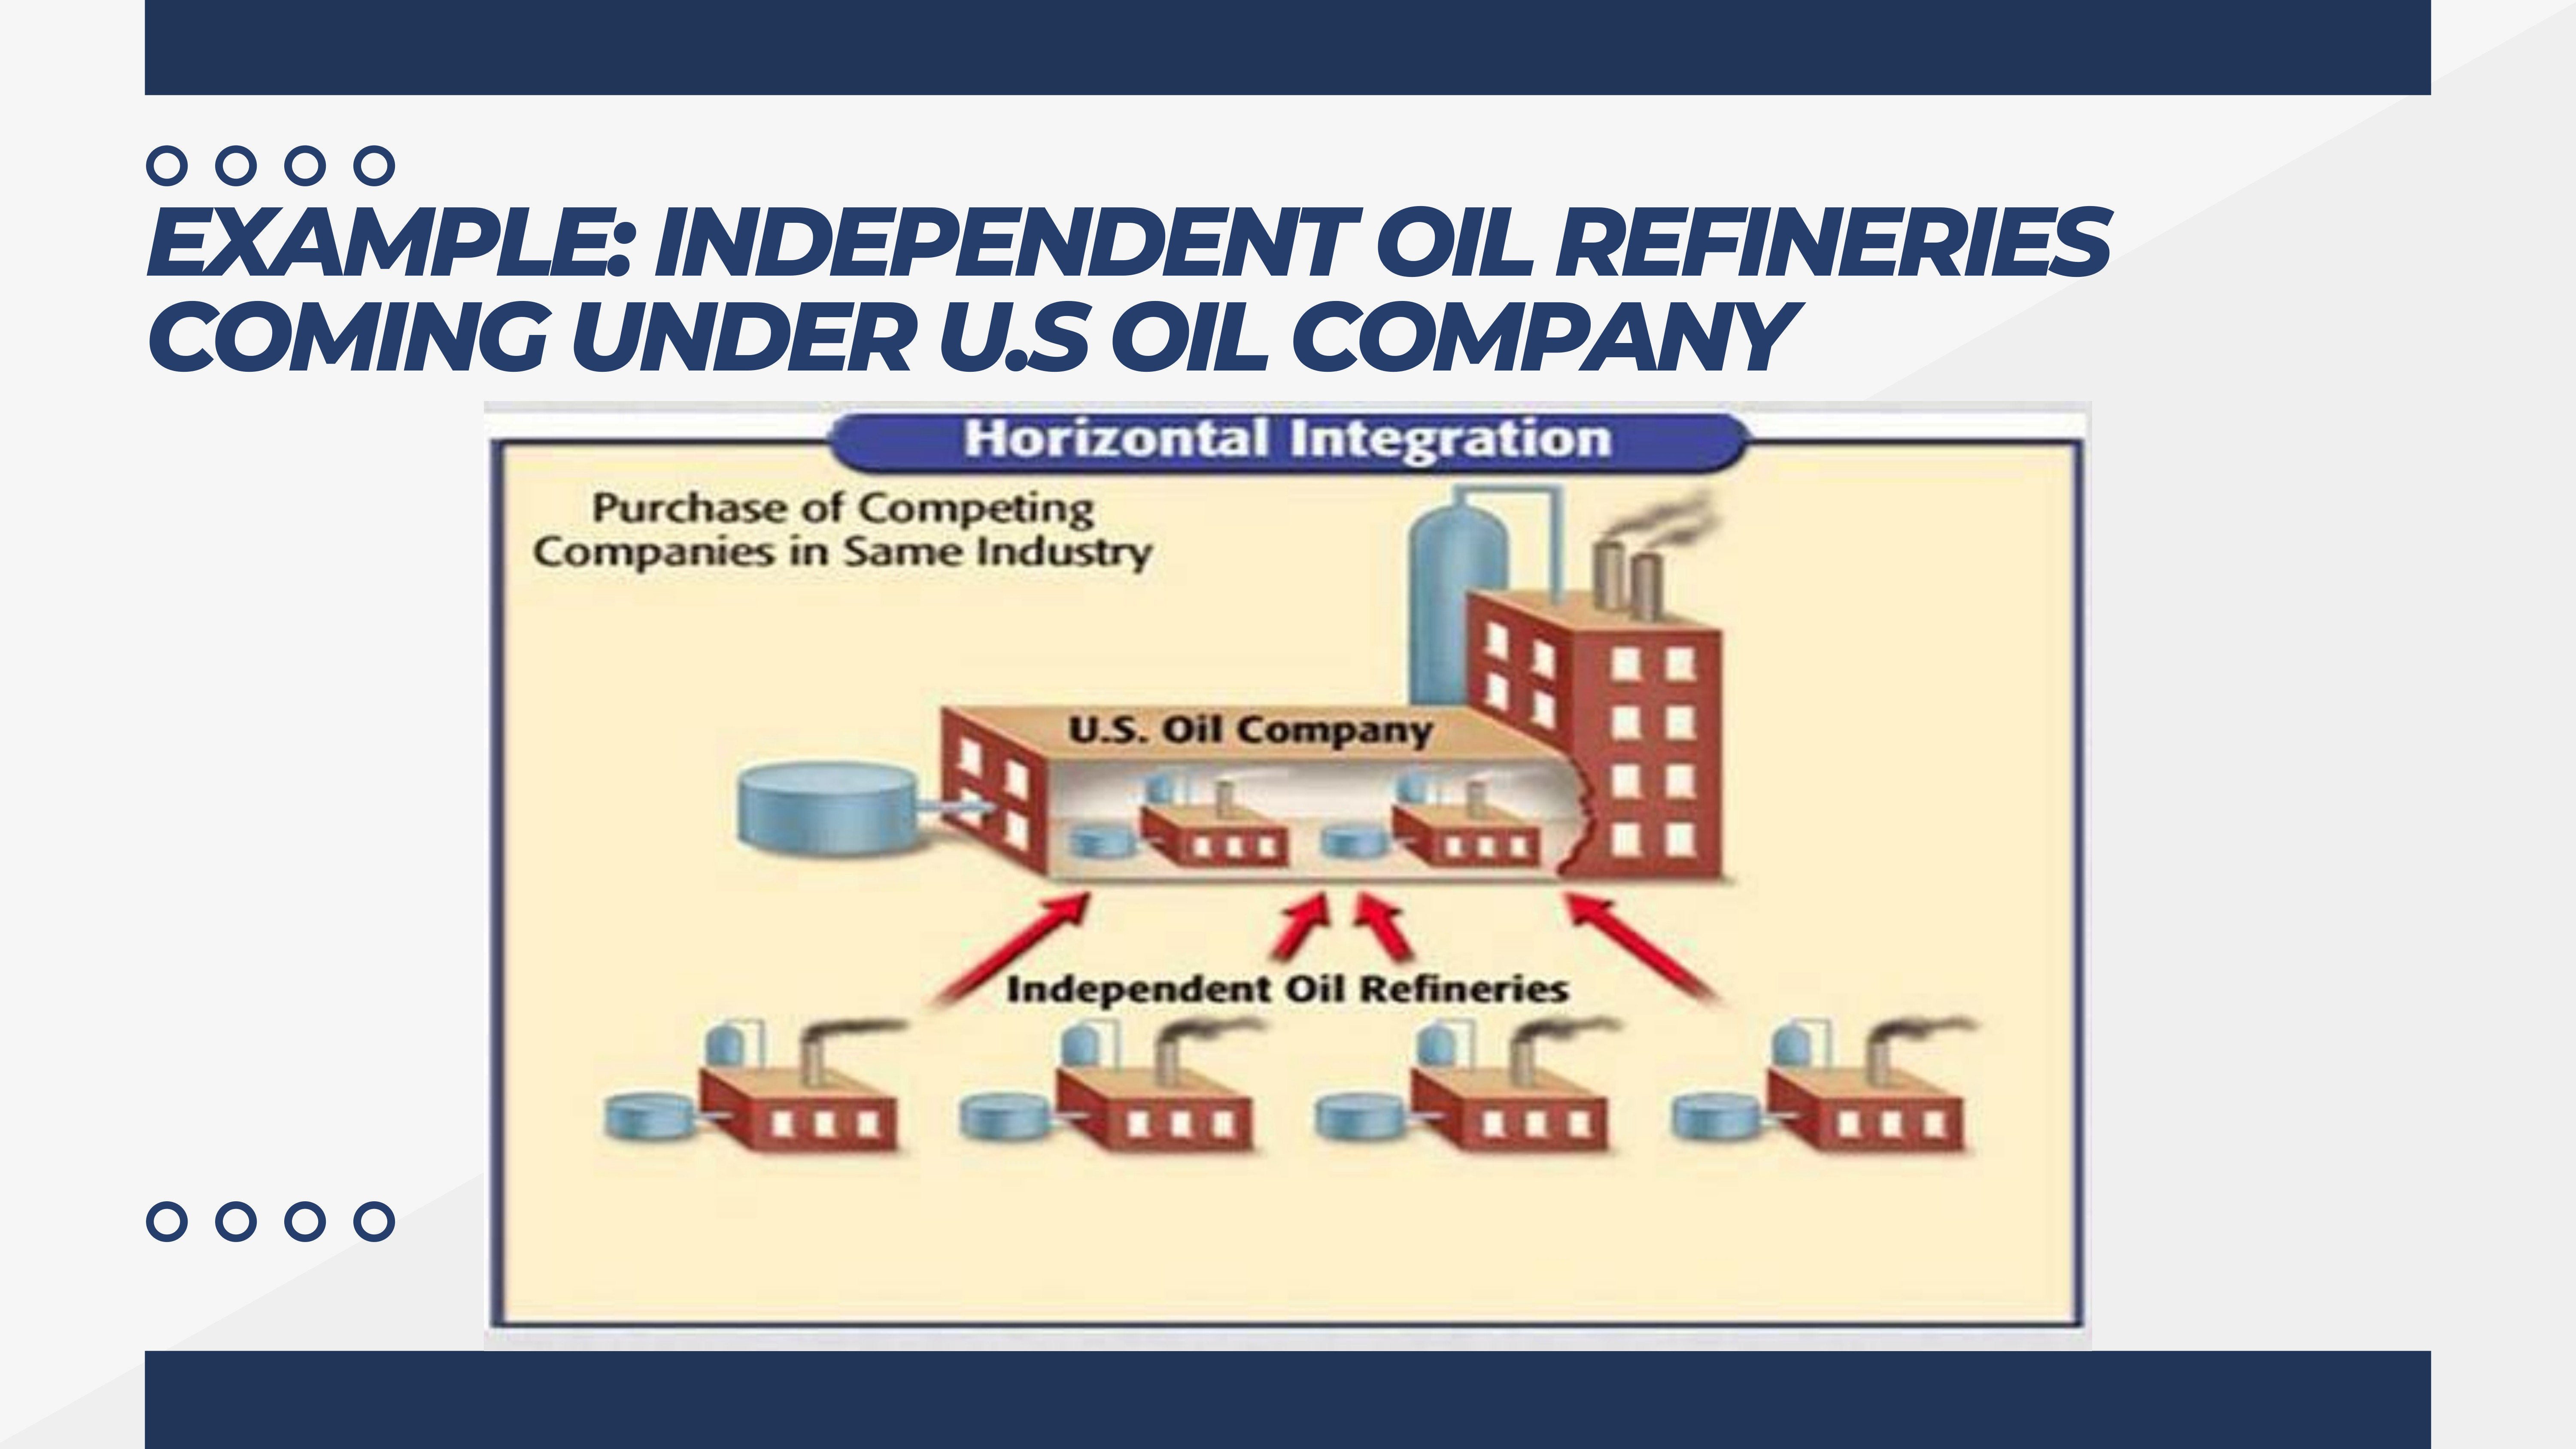 EXAMPLE: INDEPENDENT OIL REFINERIES
COMING UNDER U.S OIL COMPANY
Horizontal Integration
Purchase of Competing
Companies in Same Industry
U.S. Oil Company
Independent Oil Refineries